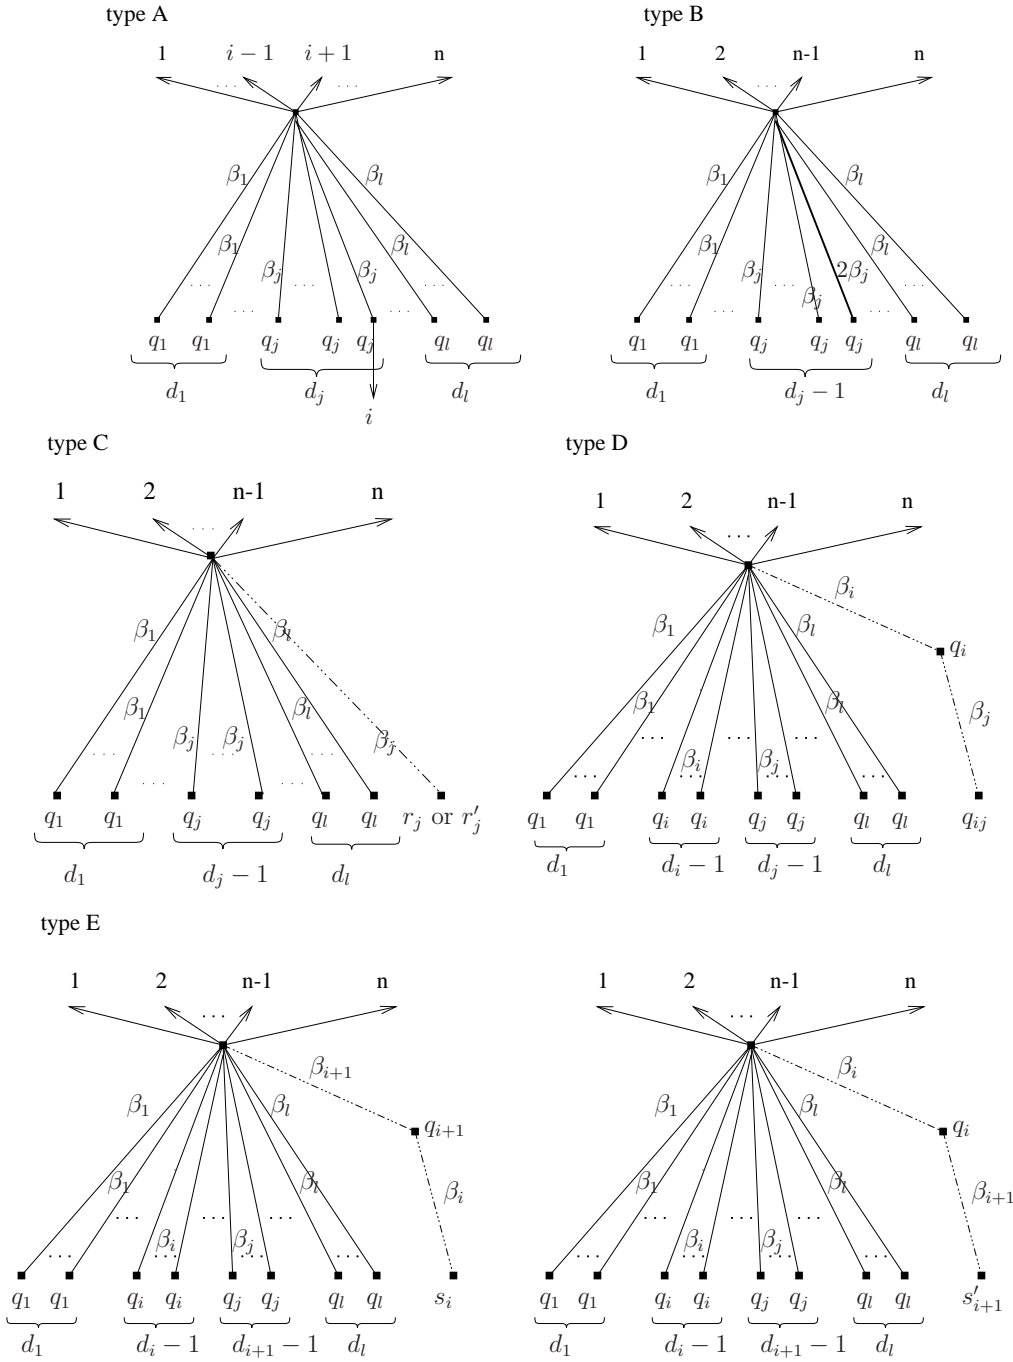 type A type B
1 i − 1 i + 1 n 1 2 n-1 n
. . . . . . . . .
β₁ βₗ β₁ βₗ
β₁ βⱼ βⱼ βₗ β₁ βⱼ βⱼ 2βⱼ βₗ
. . . . . . . . . . . . . . . . . .
. . . . . . . . . . . .
q₁ q₁ qⱼ qⱼ qⱼ qₗ qₗ q₁ q₁ qⱼ qⱼ qⱼ qₗ qₗ
d₁ dⱼ dₗ d₁ dⱼ − 1 dₗ
i
type C type D
1 2 n-1 n 1 2 n-1 n
. . . . . .
βᵢ
β₁ βₗ β₁ βₗ qᵢ
β₁ βⱼ βⱼ βₗ βⱼ β₁ βᵢ βⱼ βₗ βⱼ
. . . . . . . . . . . . . . . . . .
. . . . . . . . . . . . . . . . . .
q₁ q₁ qⱼ qⱼ qₗ qₗ rⱼ or r′ⱼ q₁ q₁ qᵢ qᵢ qⱼ qⱼ qₗ qₗ qᵢⱼ
d₁ dⱼ − 1 dₗ d₁ dᵢ − 1 dⱼ − 1 dₗ
type E
1 2 n-1 n 1 2 n-1 n
. . . . . .
βᵢ₊₁ βᵢ
β₁ βₗ qᵢ₊₁ β₁ βₗ qᵢ
β₁ βᵢ βⱼ βₗ βᵢ β₁ βᵢ βⱼ βₗ βᵢ₊₁
. . . . . . . . . . . . . . . . . .
. . . . . . . . . . . . . . . . . . . . . . . .
q₁ q₁ qᵢ qᵢ qⱼ qⱼ qₗ qₗ sᵢ q₁ q₁ qᵢ qᵢ qⱼ qⱼ qₗ qₗ s′ᵢ₊₁
d₁ dᵢ − 1 dᵢ₊₁ − 1 dₗ d₁ dᵢ − 1 dᵢ₊₁ − 1 dₗ